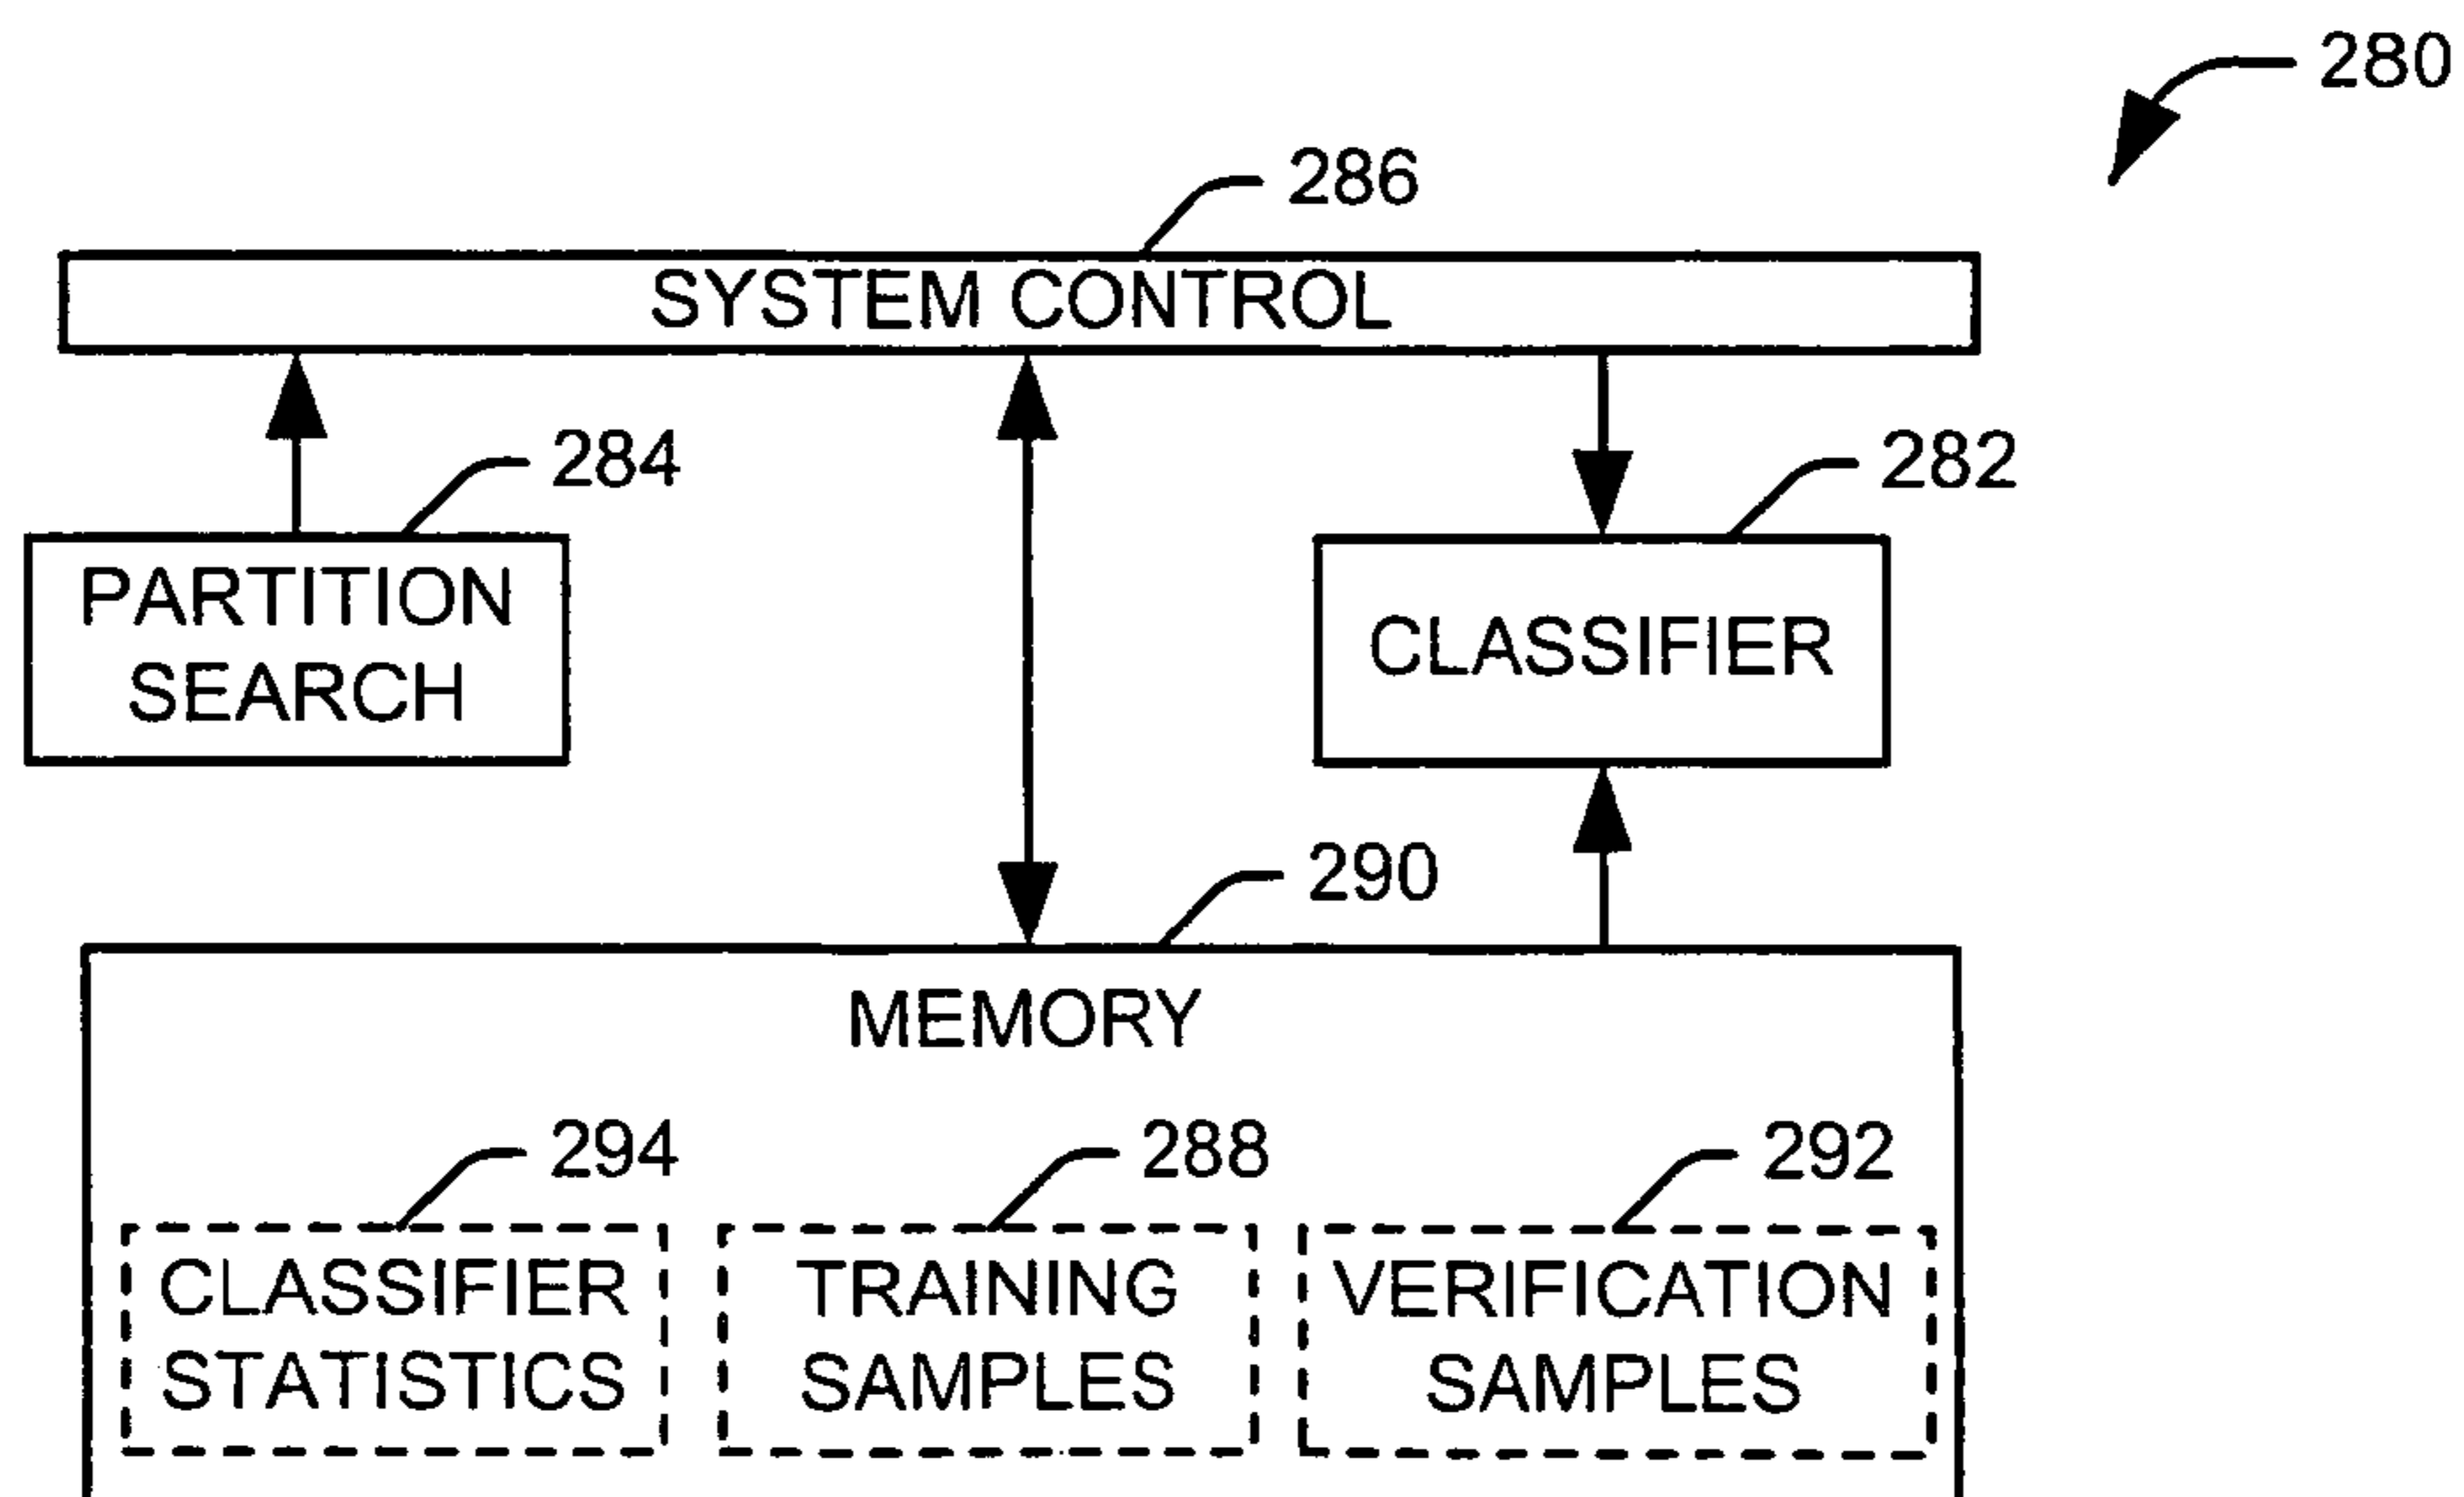 280
286
SYSTEM CONTROL
284
282
PARTITION
SEARCH
CLASSIFIER
290
MEMORY
294
288
292
CLASSIFIER
STATISTICS
TRAINING
SAMPLES
VERIFICATION
SAMPLES